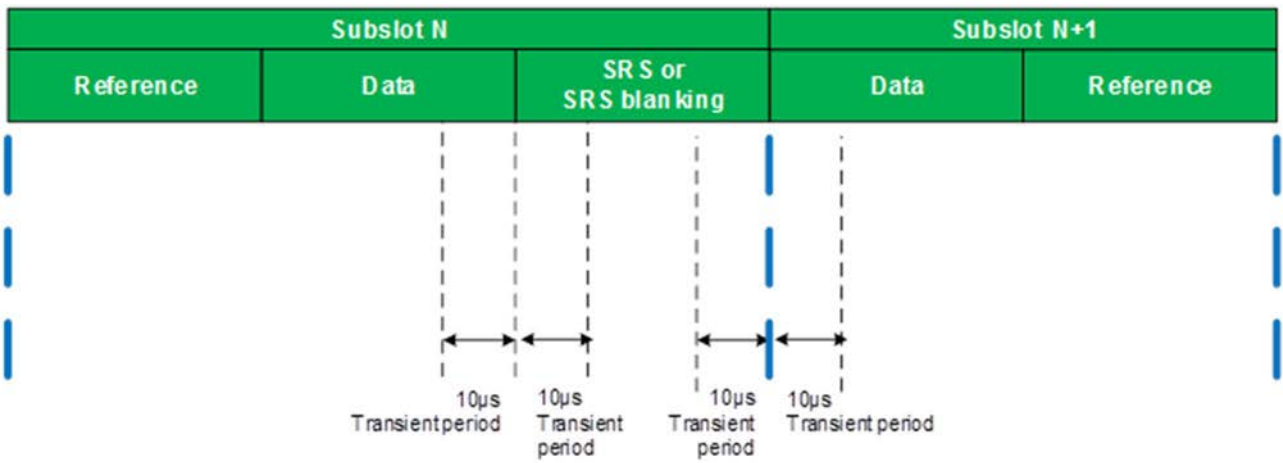 Subslot N
Subslot N+1
Reference
Data
SRS or
SRS blanking
Data
Reference
10µs
Transient period
10µs
Transient
period
10µs
Transient
period
10µs
Transient period